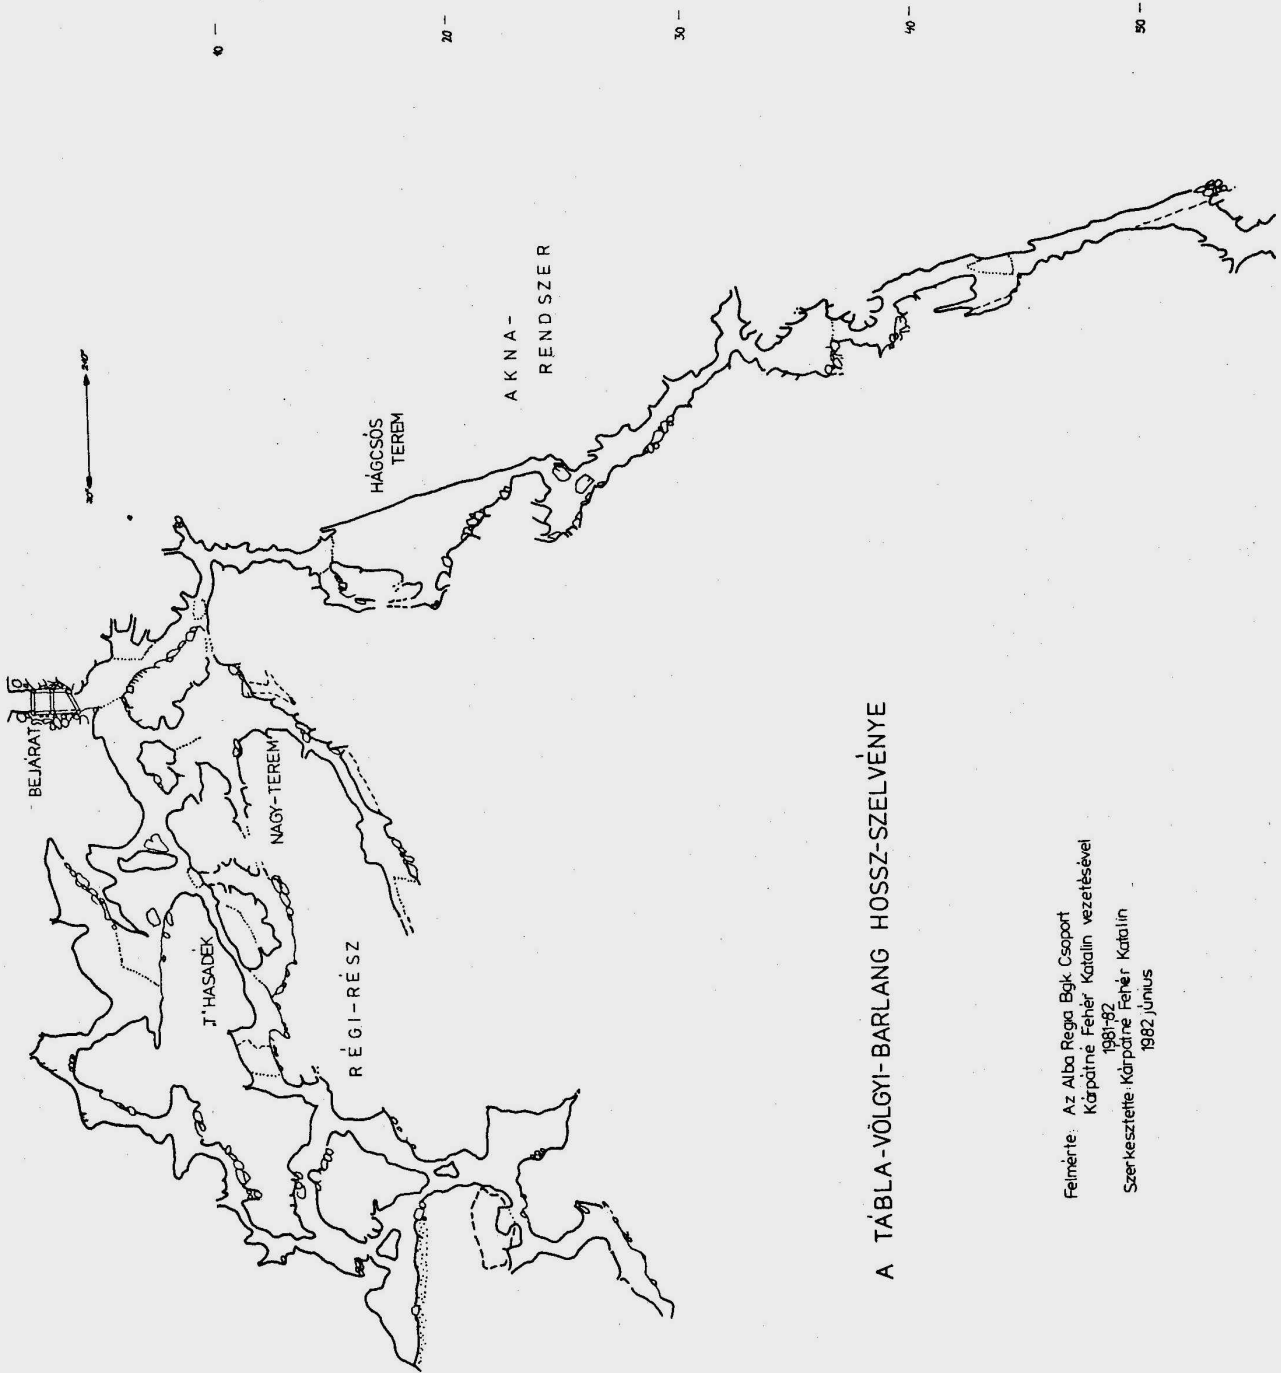 10 –
20 –
30 –
40 –
50 –
BEJÁRAT
HÁGCSÓS
TEREM
AKNA-
RENDSZER
NAGY-TEREM
"T" HASADÉK
RÉGI-RÉSZ
A TÁBLA-VÖLGYI-BARLANG HOSSZ-SZELVÉNYE
Felmérte: Az Alba Regia Bgk. Csoport
Kárpátné Fehér Katalin vezetésével
1981-82
Szerkesztette: Kárpátné Fehér Katalin
1982 június